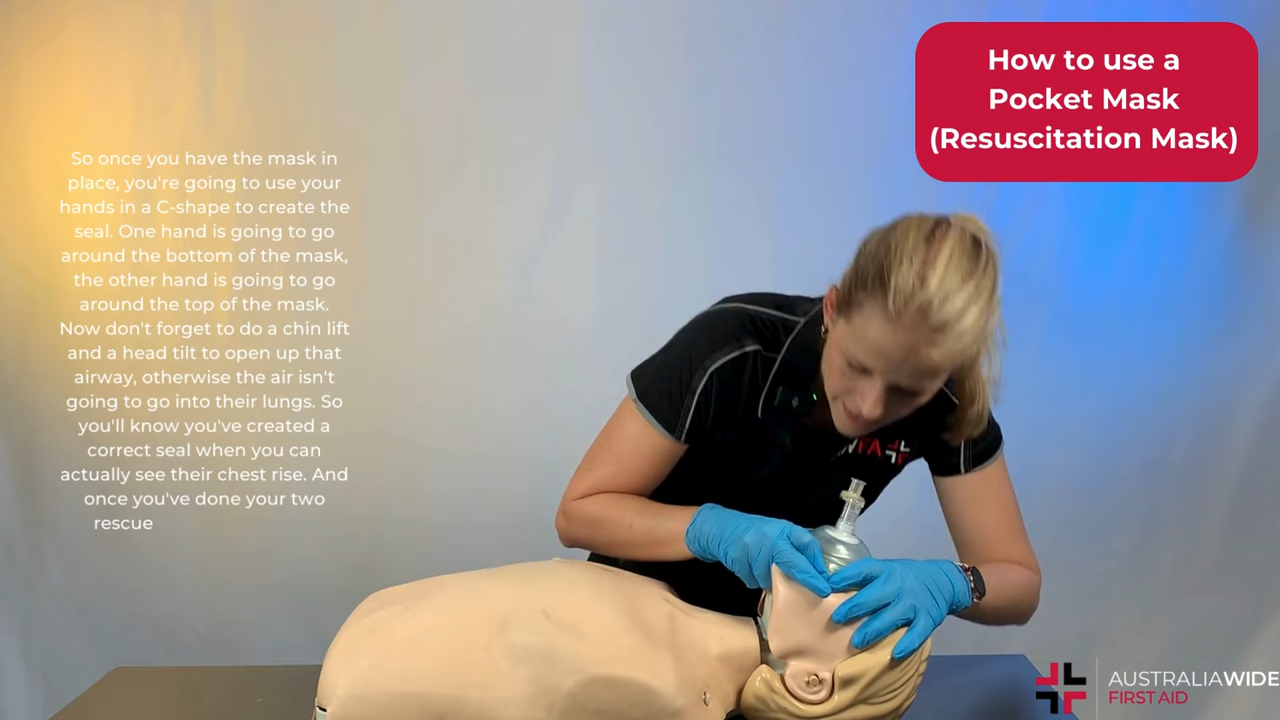 How to use a
Pocket Mask
(Resuscitation Mask)
So once you have the mask in
place, you're going to use your
hands in a C-shape to create the
seal. One hand is going to go
around the bottom of the mask,
the other hand is going to go
around the top of the mask.
Now don't forget to do a chin lift
and a head tilt to open up that
airway, otherwise the air isn't
going to go into their lungs. So
you'll know you've created a
correct seal when you can
actually see their chest rise. And
once you've done your two
rescue
AUSTRALIAWIDE
FIRST AID